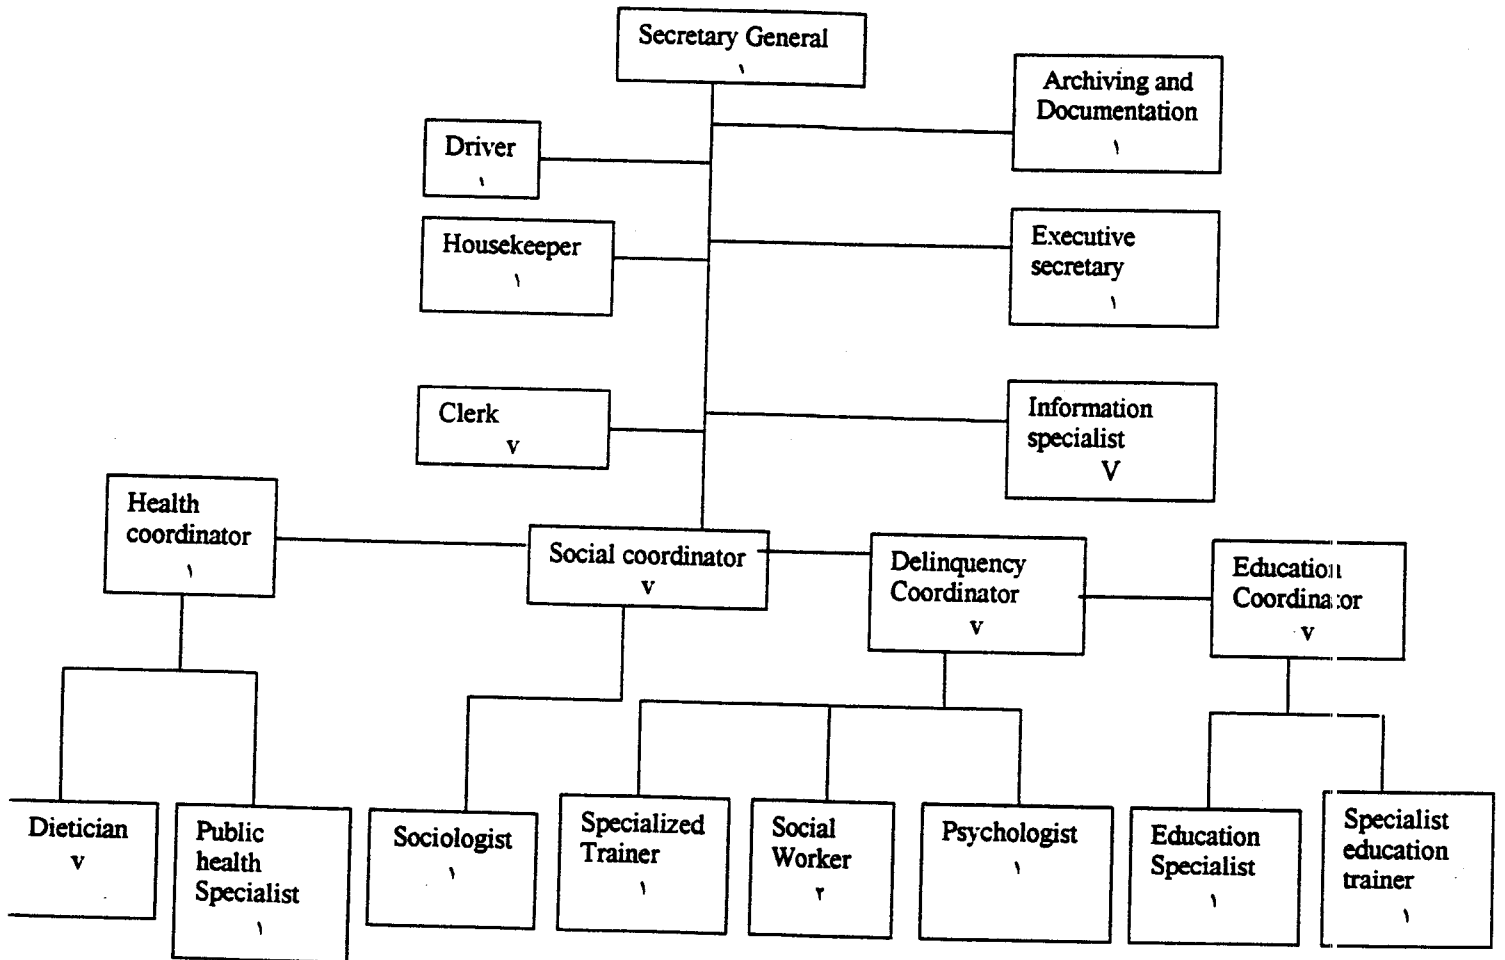 Secretary General
١
Archiving and
Documentation
١
Driver
١
Housekeeper
١
Executive
secretary
١
Clerk
v
Information
specialist
V
Health
coordinator
١
Social coordinator
v
Delinquency
Coordinator
v
Education
Coordinator
v
Dietician
v
Public
health
Specialist
١
Sociologist
١
Specialized
Trainer
١
Social
Worker
٢
Psychologist
١
Education
Specialist
١
Specialist
education
trainer
١